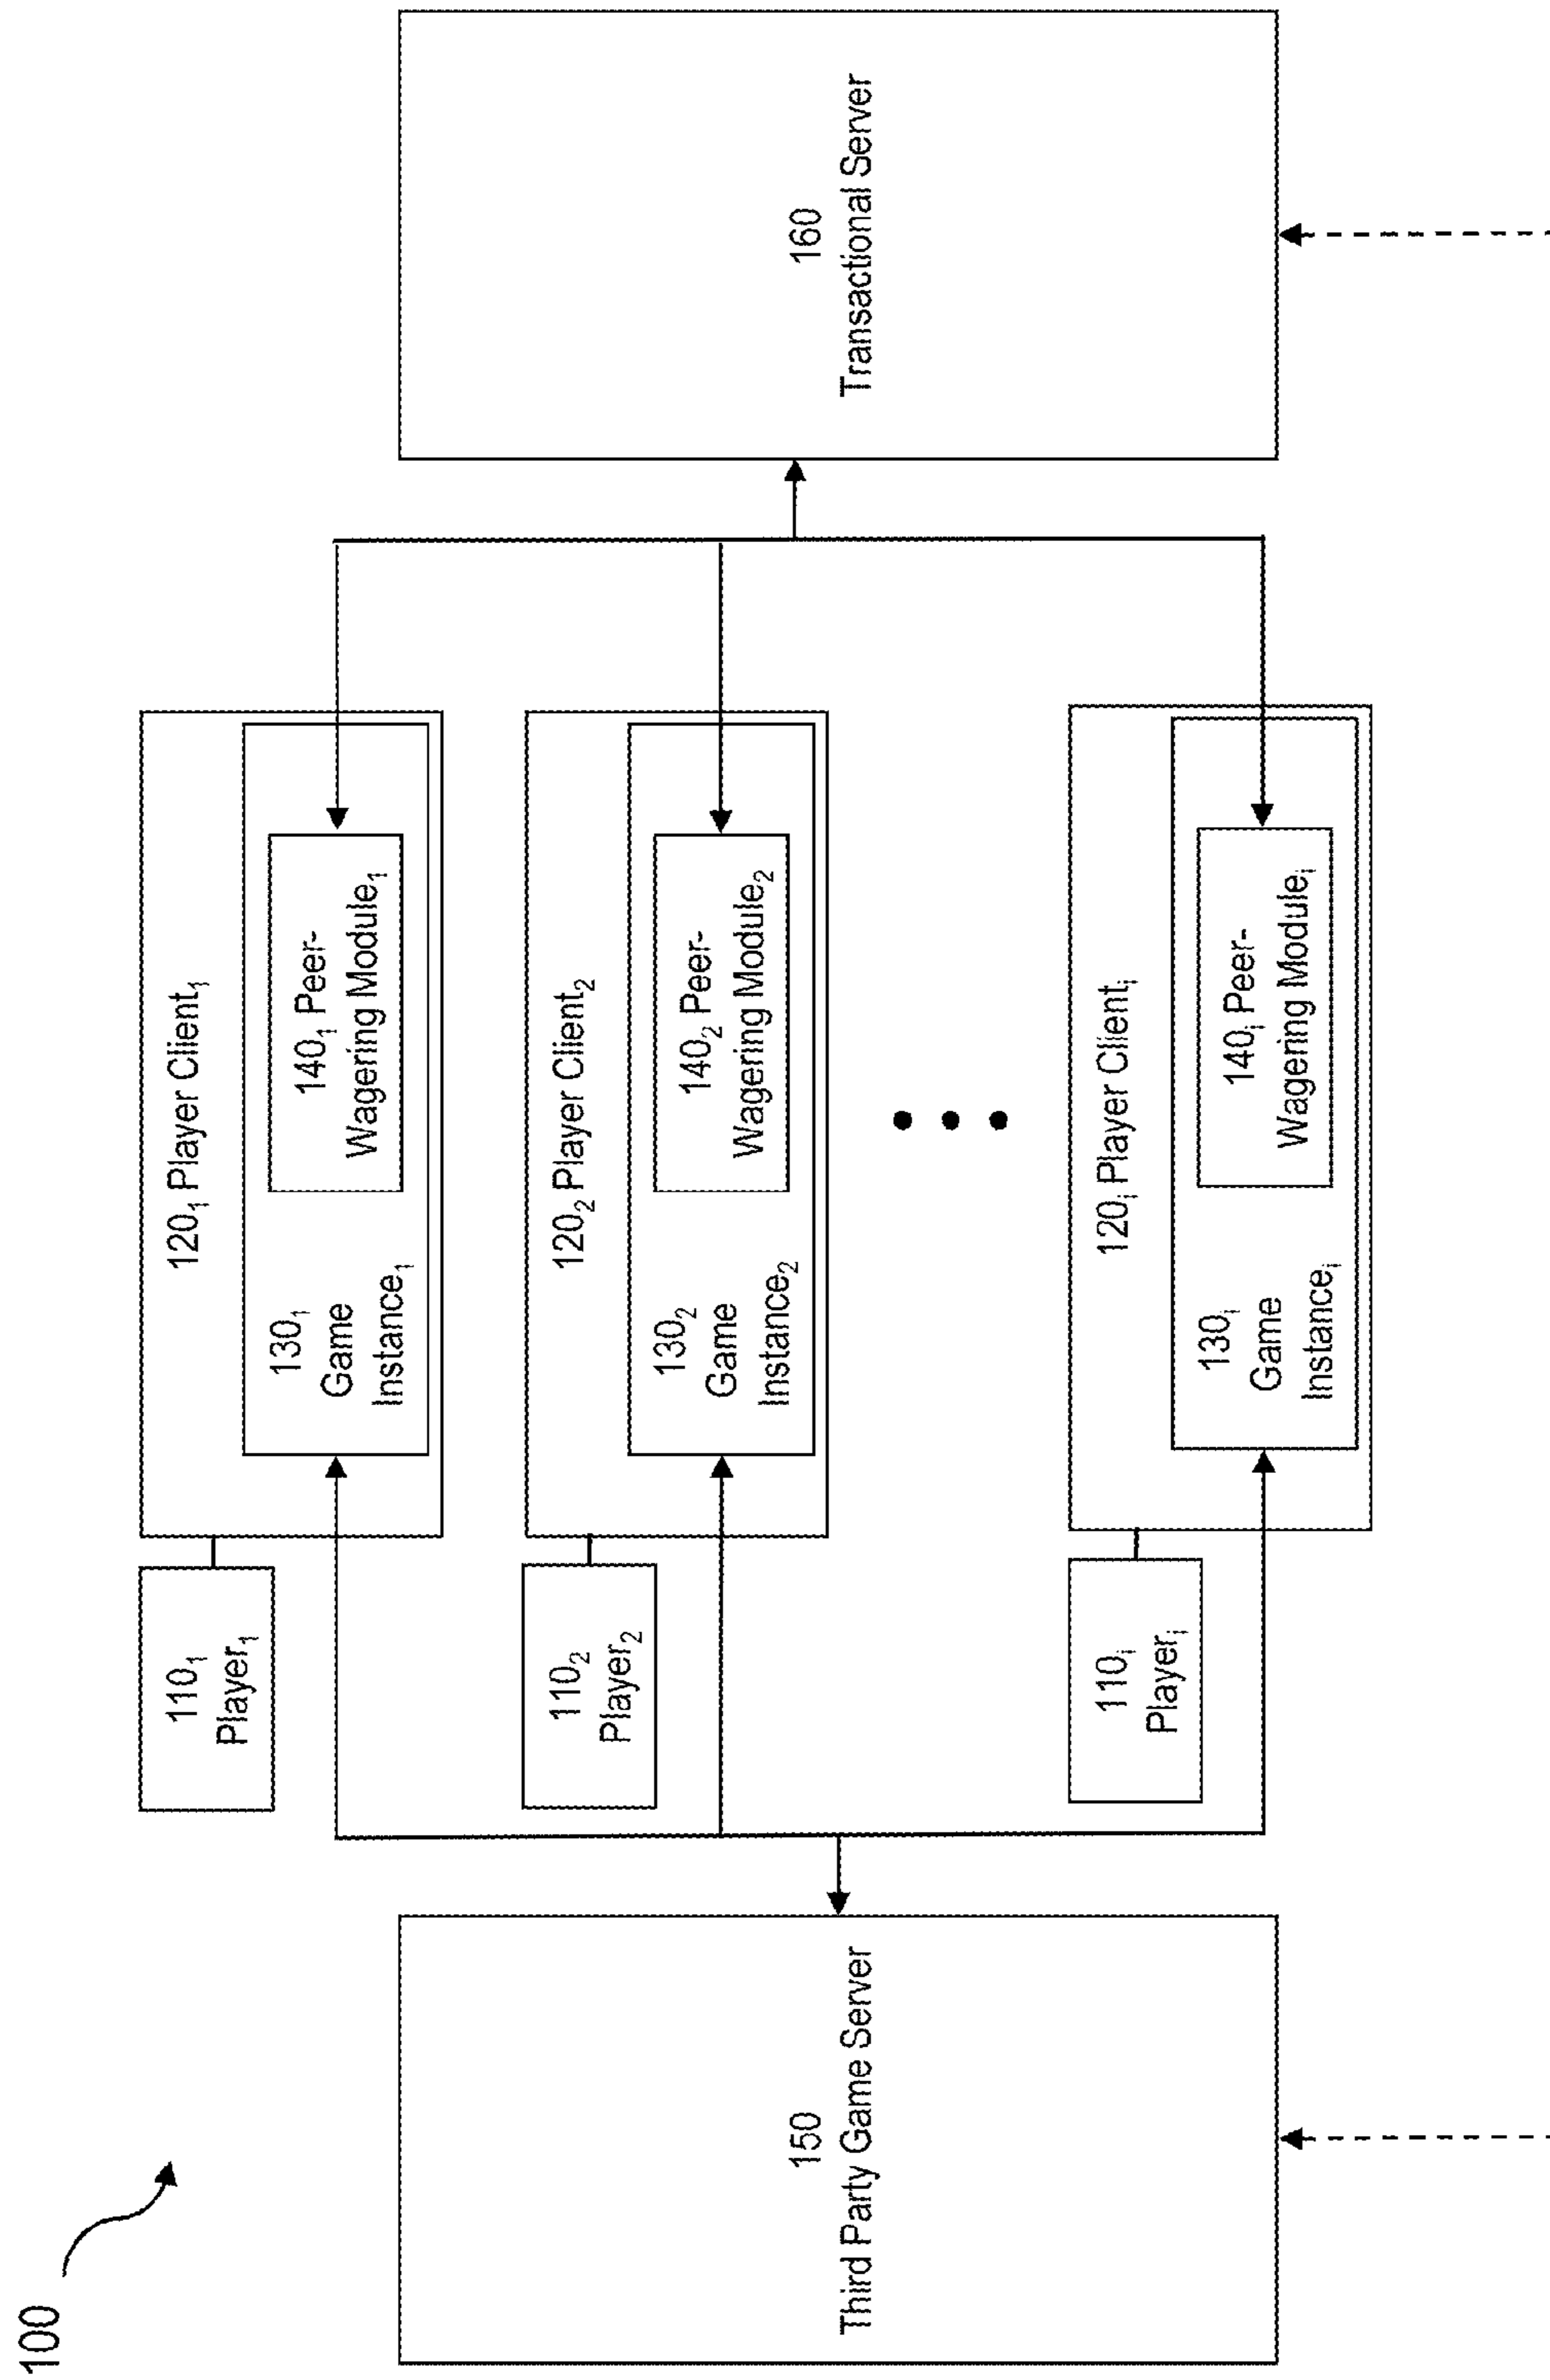 100
110₁
Player₁
120₁ Player Client₁
130₁
Game
Instance₁
140₁ Peer-
Wagering Module₁
110₂
Player₂
120₂ Player Client₂
130₂
Game
Instance₂
140₂ Peer-
Wagering Module₂
110ᵢ
Playerᵢ
120ᵢ Player Clientᵢ
130ᵢ
Game
Instanceᵢ
140ᵢ Peer-
Wagering Moduleᵢ
150
Third Party Game Server
160
Transactional Server